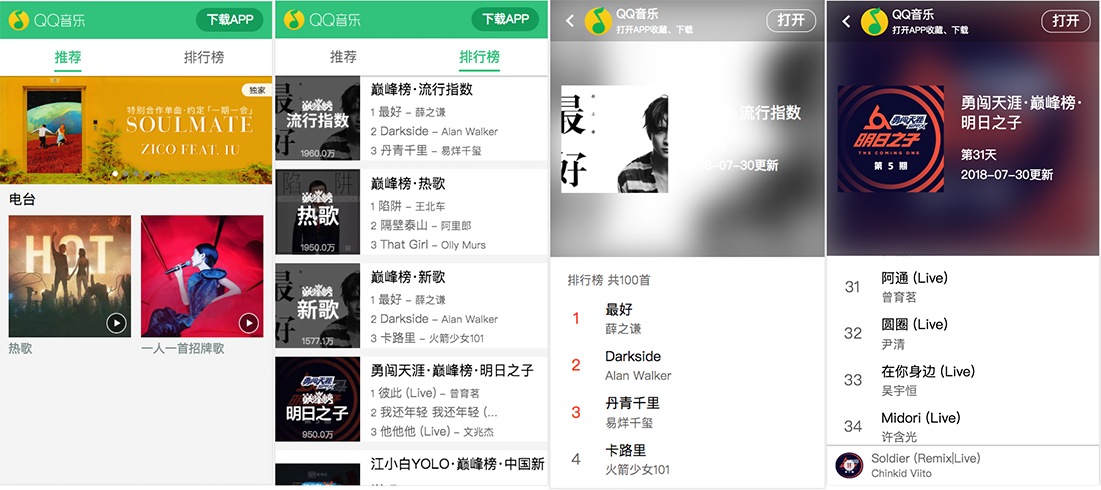 QQ音乐
下载APP
推荐
排行榜
独家
特别合作单曲·约定「一期一会」
SOULMATE
ZICO FEAT. IU
电台
HOT
热歌
一人一首招牌歌
QQ音乐
下载APP
推荐
排行榜
最好
巅峰榜
流行指数
1960.0万
巅峰榜·流行指数
1 最好 – 薛之谦
2 Darkside – Alan Walker
3 丹青千里 – 易烊千玺
陷阱
巅峰榜
热歌
1950.0万
巅峰榜·热歌
1 陷阱 – 王北车
2 隔壁泰山 – 阿里郎
3 That Girl – Olly Murs
最好
巅峰榜
新歌
1577.1万
巅峰榜·新歌
1 最好 – 薛之谦
2 Darkside – Alan Walker
3 卡路里 – 火箭少女101
勇闯天涯
巅峰榜
明日之子
950.0万
勇闯天涯·巅峰榜·明日之子
1 彼此 (Live) – 曾育茗
2 我还年轻 我还年轻 (...
3 他他他 (Live) – 文兆杰
江小白YOLO·巅峰榜·中国新
QQ音乐
打开APP收藏、下载
打开
最好
流行指数
18-07-30更新
排行榜 共100首
1
最好
薛之谦
2
Darkside
Alan Walker
3
丹青千里
易烊千玺
4
卡路里
火箭少女101
QQ音乐
打开APP收藏、下载
打开
勇闯天涯
明日之子
THE COMING ONE
第 5 期
勇闯天涯·巅峰榜·
明日之子
第31天
2018-07-30更新
31
阿通 (Live)
曾育茗
32
圆圈 (Live)
尹清
33
在你身边 (Live)
吴宇恒
34
Midori (Live)
许含光
Soldier (Remix|Live)
Chinkid Viito